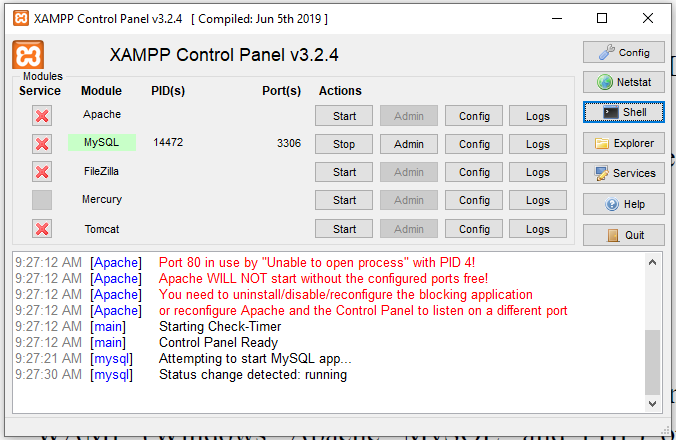 XAMPP Control Panel v3.2.4 [ Compiled: Jun 5th 2019 ]
XAMPP Control Panel v3.2.4
Config
Modules
Service Module PID(s) Port(s) Actions
Netstat
Apache Start Admin Config Logs
Shell
MySQL 14472 3306 Stop Admin Config Logs
Explorer
FileZilla Start Admin Config Logs
Services
Mercury Start Admin Config Logs
Help
Tomcat Start Admin Config Logs
Quit
9:27:12 AM [Apache] Port 80 in use by "Unable to open process" with PID 4!
9:27:12 AM [Apache] Apache WILL NOT start without the configured ports free!
9:27:12 AM [Apache] You need to uninstall/disable/reconfigure the blocking application
9:27:12 AM [Apache] or reconfigure Apache and the Control Panel to listen on a different port
9:27:12 AM [main] Starting Check-Timer
9:27:12 AM [main] Control Panel Ready
9:27:21 AM [mysql] Attempting to start MySQL app...
9:27:30 AM [mysql] Status change detected: running